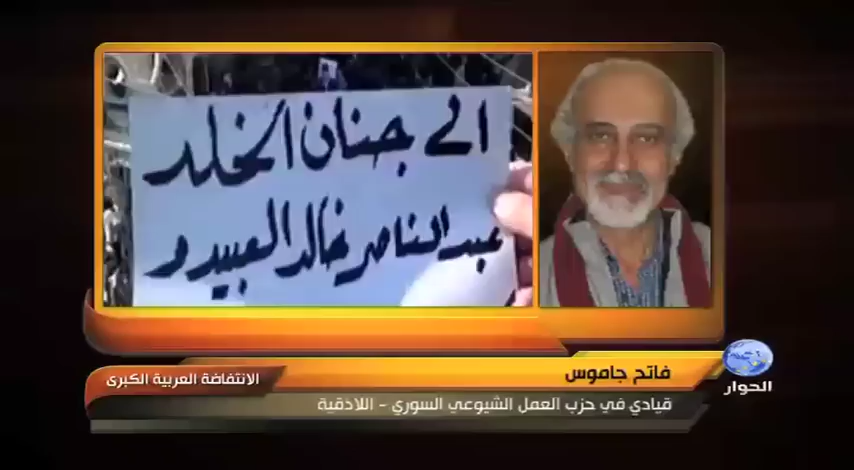 الى جنان الخلد
عبد الناصر خالد العبيدو
فاتح جاموس
الانتفاضة العربية الكبرى
قيادي في حزب العمل الشيوعي السوري - اللاذقية
الحوار